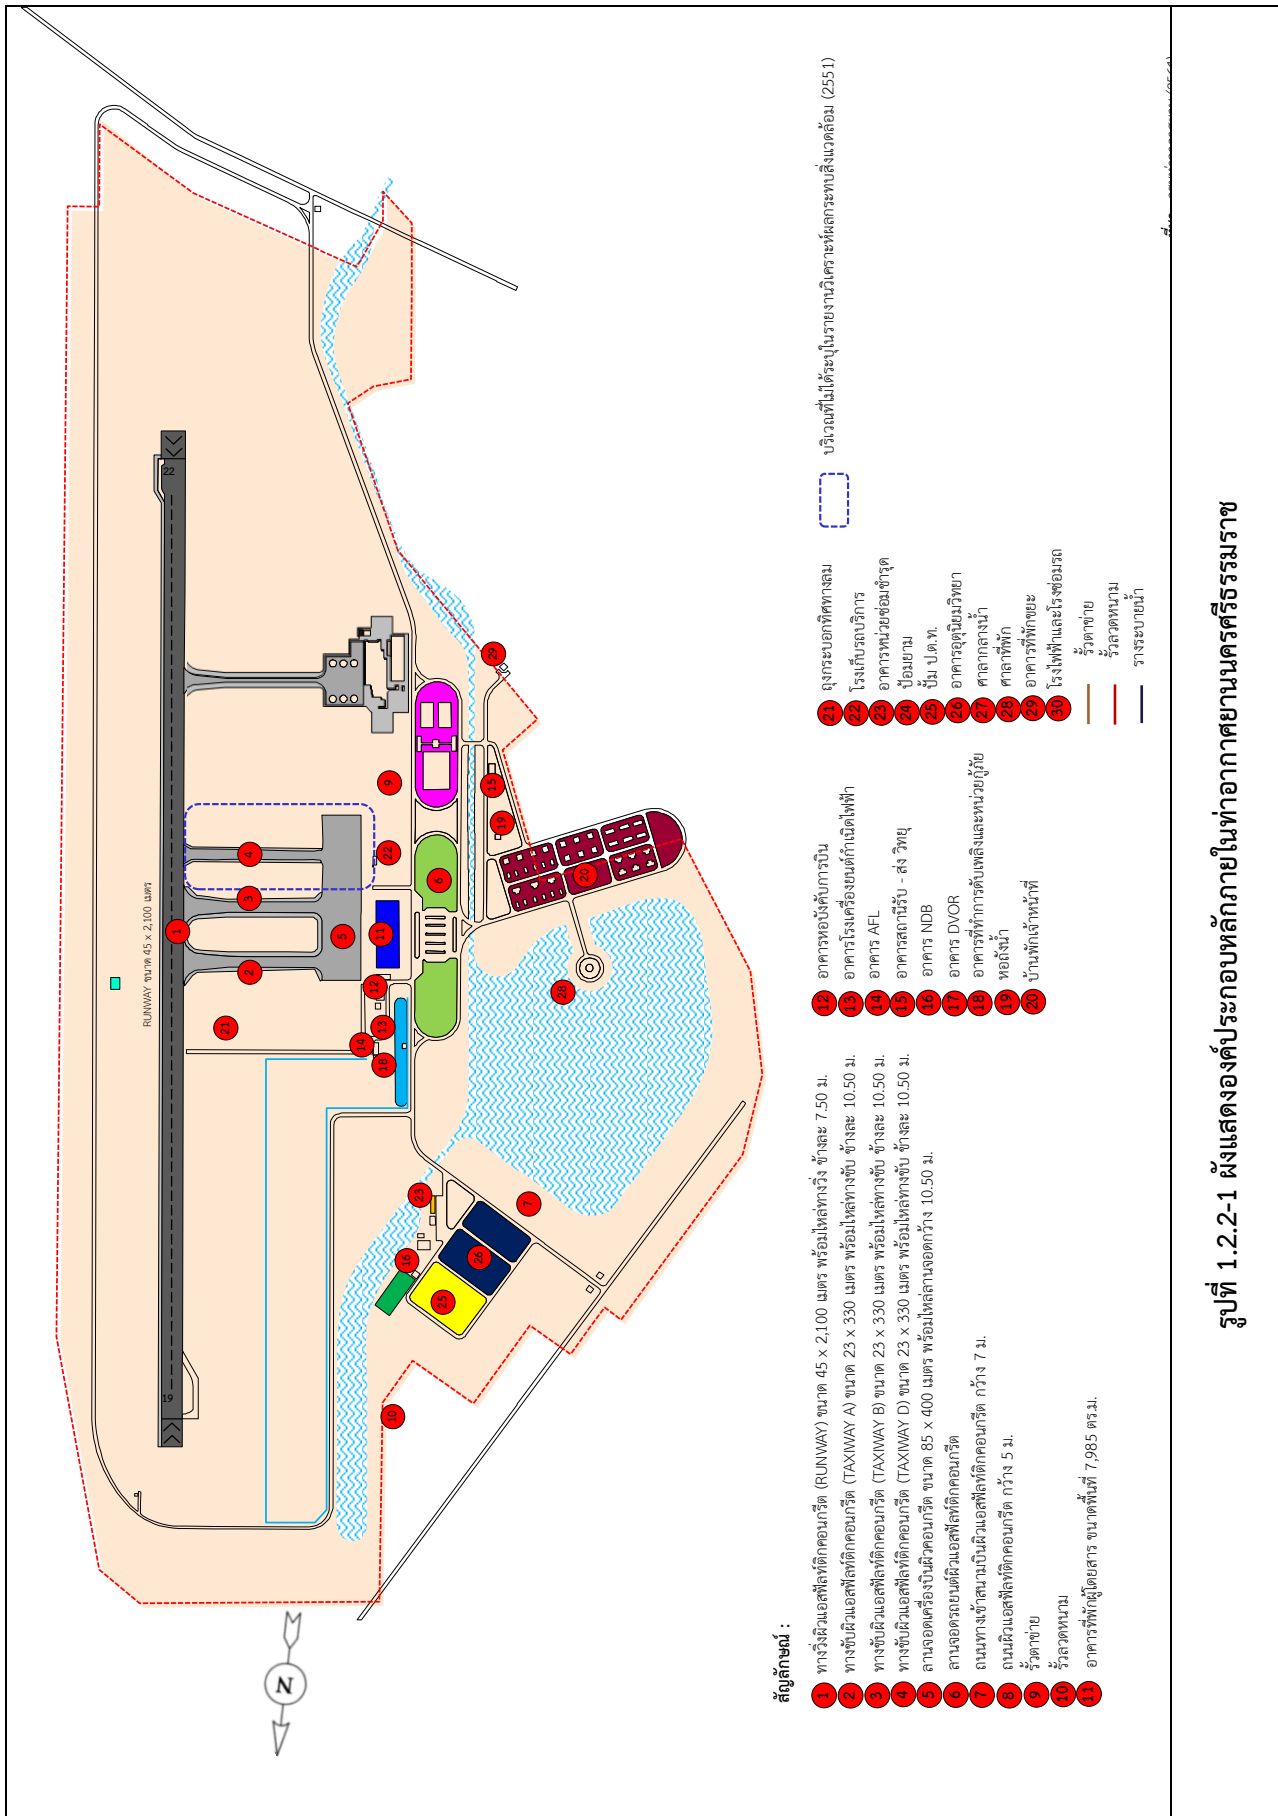 RUNWAY ขนาด 45 x 2,100 เมตร
19
22
1
2
3
4
5
6
7
9
10
11
12
13
14
15
16
18
19
20
21
22
23
25
26
28
29
N
สัญลักษณ์ :
1 ทางวิ่งผิวแอสฟัลท์ติกคอนกรีต (RUNWAY) ขนาด 45 x 2,100 เมตร พร้อมไหล่ทางวิ่ง ข้างละ 7.50 ม.
2 ทางขับผิวแอสฟัลท์ติกคอนกรีต (TAXIWAY A) ขนาด 23 x 330 เมตร พร้อมไหล่ทางขับ ข้างละ 10.50 ม.
3 ทางขับผิวแอสฟัลท์ติกคอนกรีต (TAXIWAY B) ขนาด 23 x 330 เมตร พร้อมไหล่ทางขับ ข้างละ 10.50 ม.
4 ทางขับผิวแอสฟัลท์ติกคอนกรีต (TAXIWAY D) ขนาด 23 x 330 เมตร พร้อมไหล่ทางขับ ข้างละ 10.50 ม.
5 ลานจอดเครื่องบินผิวคอนกรีต ขนาด 85 x 400 เมตร พร้อมไหล่ลานจอดกว้าง 10.50 ม.
6 ลานจอดรถยนต์ผิวแอสฟัลท์ติกคอนกรีต
7 ถนนทางเข้าสนามบินผิวแอสฟัลท์ติกคอนกรีต กว้าง 7 ม.
8 ถนนผิวแอสฟัลท์ติกคอนกรีต กว้าง 5 ม.
9 รั้วตาข่าย
10 รั้วลวดหนาม
11 อาคารที่พักผู้โดยสาร ขนาดพื้นที่ 7,985 ตร.ม.
12 อาคารหอบังคับการบิน
13 อาคารโรงเครื่องยนต์กำเนิดไฟฟ้า
14 อาคาร AFL
15 อาคารสถานีรับ - ส่ง วิทยุ
16 อาคาร NDB
17 อาคาร DVOR
18 อาคารที่ทำการดับเพลิงและหน่วยกู้ภัย
19 หอถังน้ำ
20 บ้านพักเจ้าหน้าที่
21 ถุงกระบอกทิศทางลม
22 โรงเก็บรถบริการ
23 อาคารหน่วยซ่อมชำรุด
24 ป้อมยาม
25 ปั๊ม ป.ต.ท.
26 อาคารอุตุนิยมวิทยา
27 ศาลากลางน้ำ
28 ศาลาที่พัก
29 อาคารที่พักขยะ
30 โรงไฟฟ้าและโรงซ่อมรถ
รั้วตาข่าย
รั้วลวดหนาม
รางระบายน้ำ
บริเวณที่ไม่ได้ระบุในรายงานวิเคราะห์ผลกระทบสิ่งแวดล้อม (2551)
รูปที่ 1.2.2-1 ผังแสดงองค์ประกอบหลักภายในท่าอากาศยานนครศรีธรรมราช